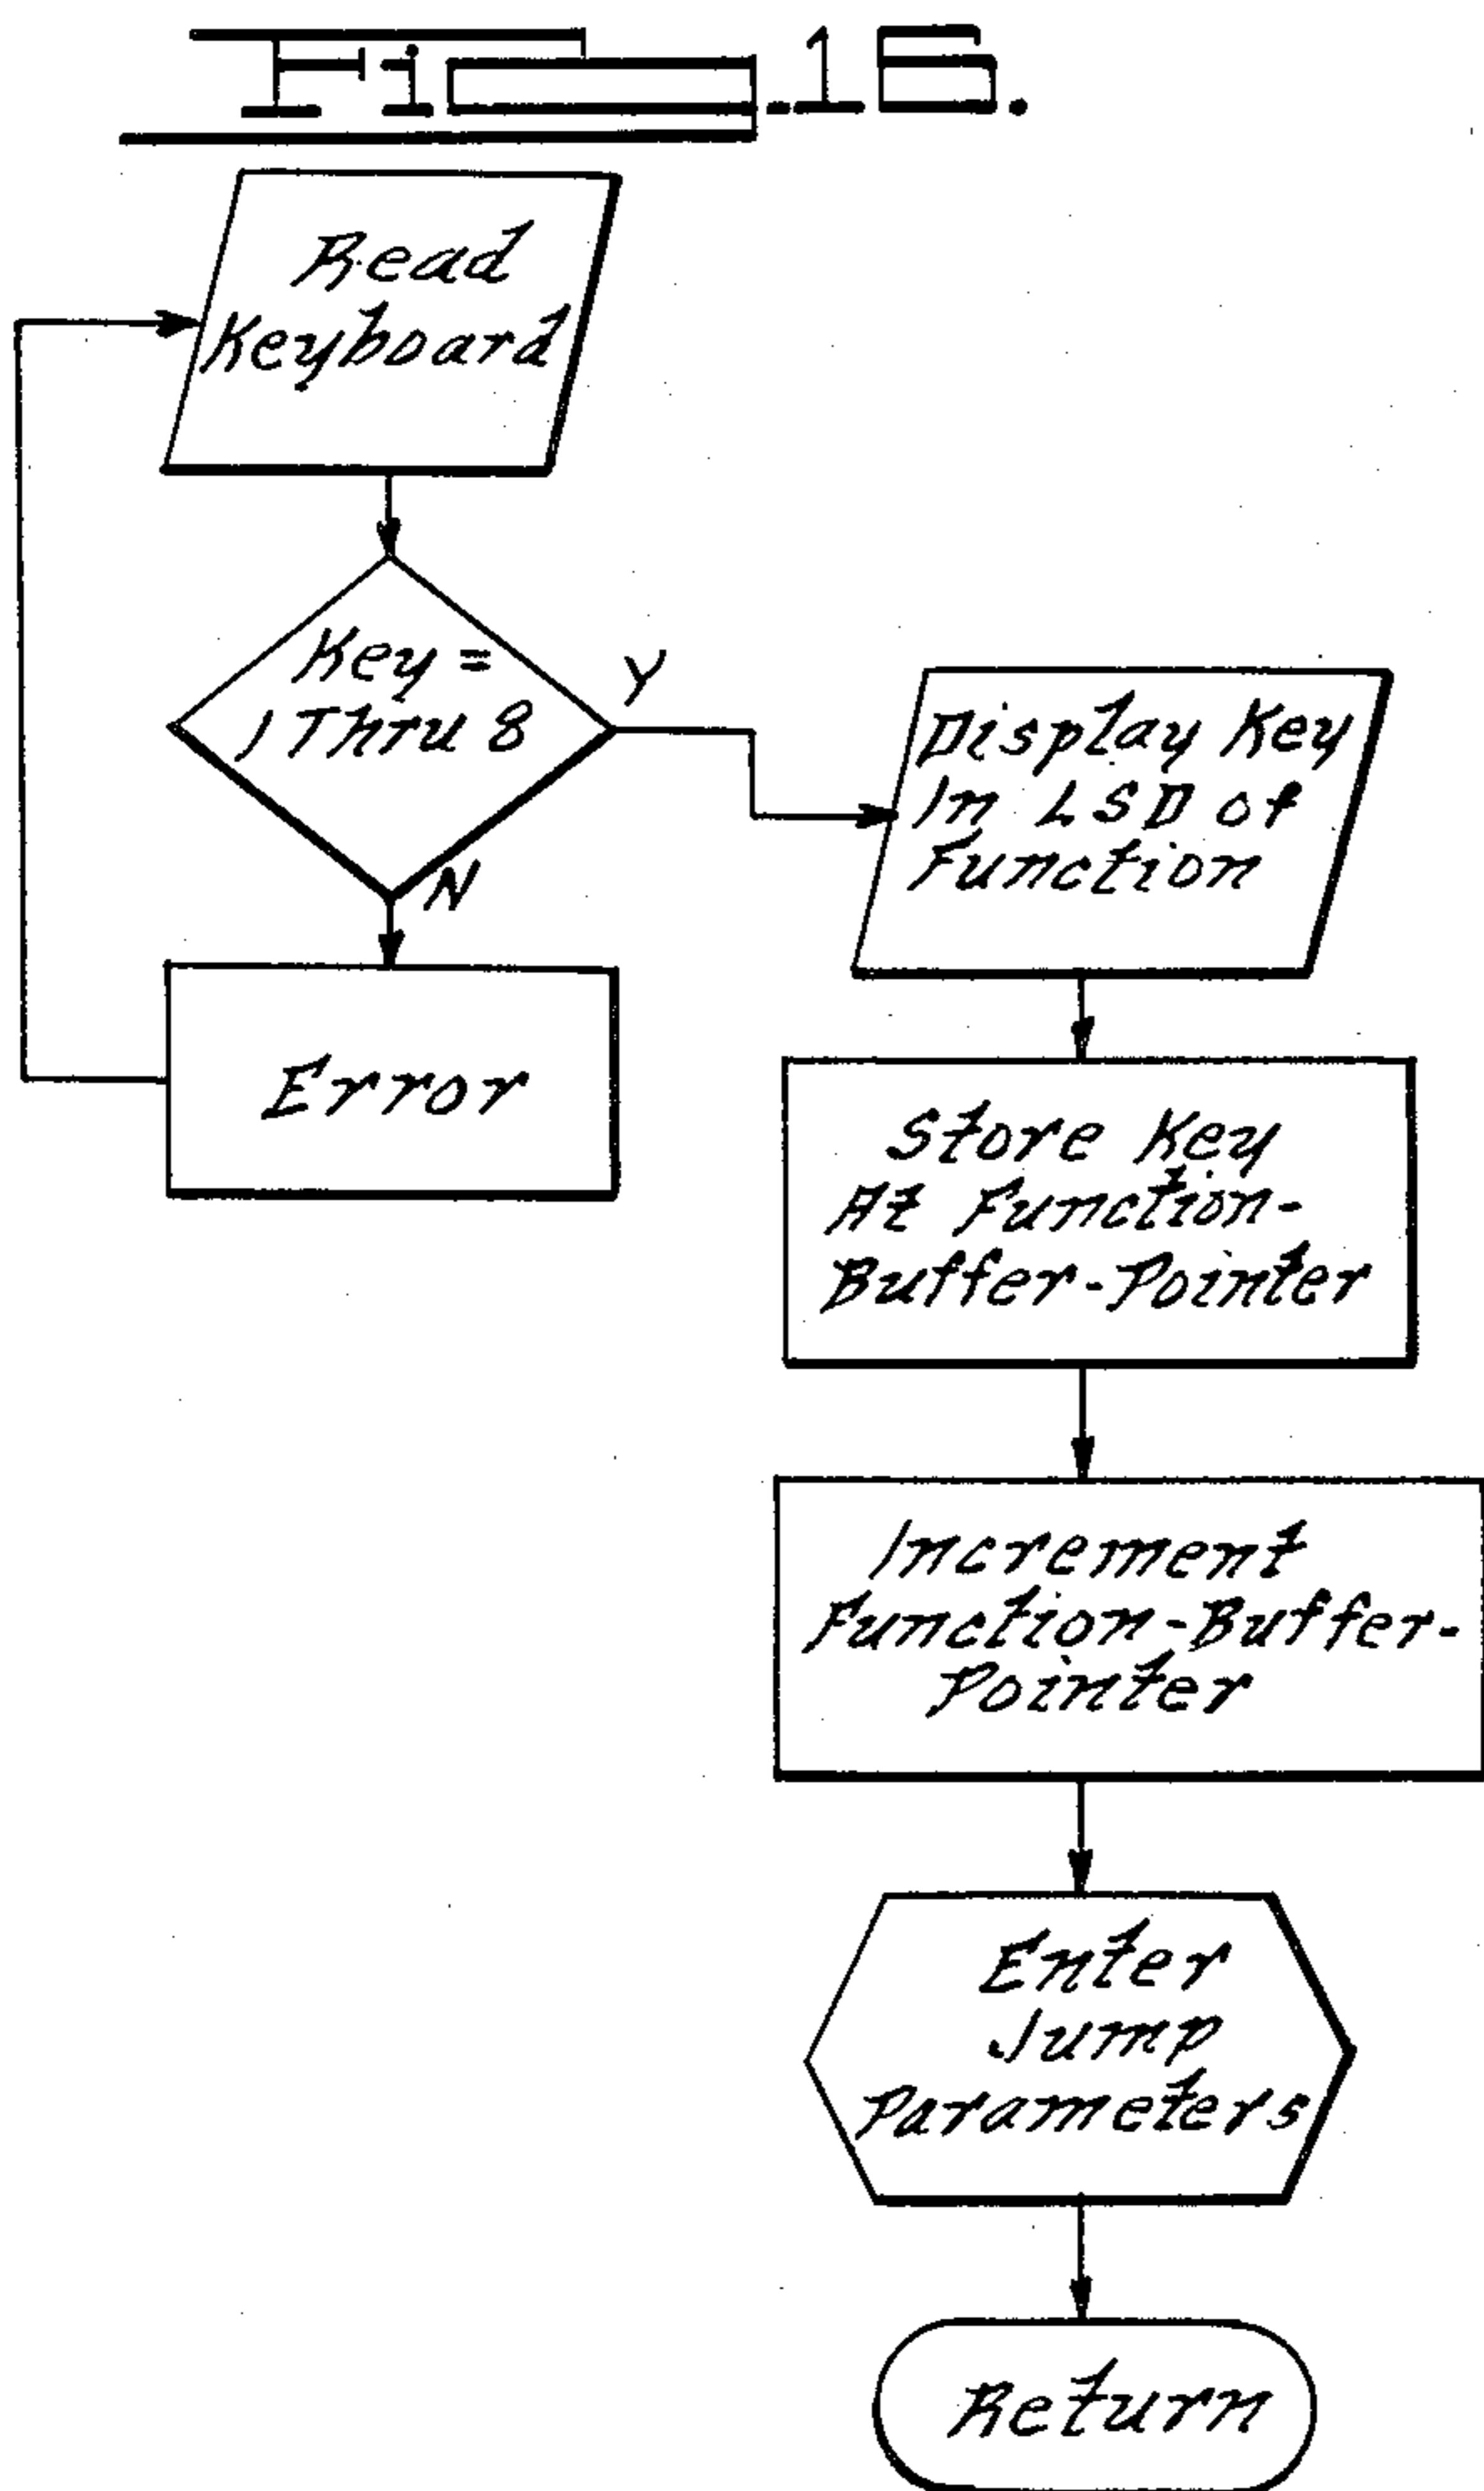 Fig.16.
Read
Keyboard
Key =
1 Thru 8
Y
N
Error
Display Key
In LSD of
Function
Store Key
At Function-
Buffer-Pointer
Increment
Function-Buffer-
Pointer
Enter
Jump
Parameters
Return